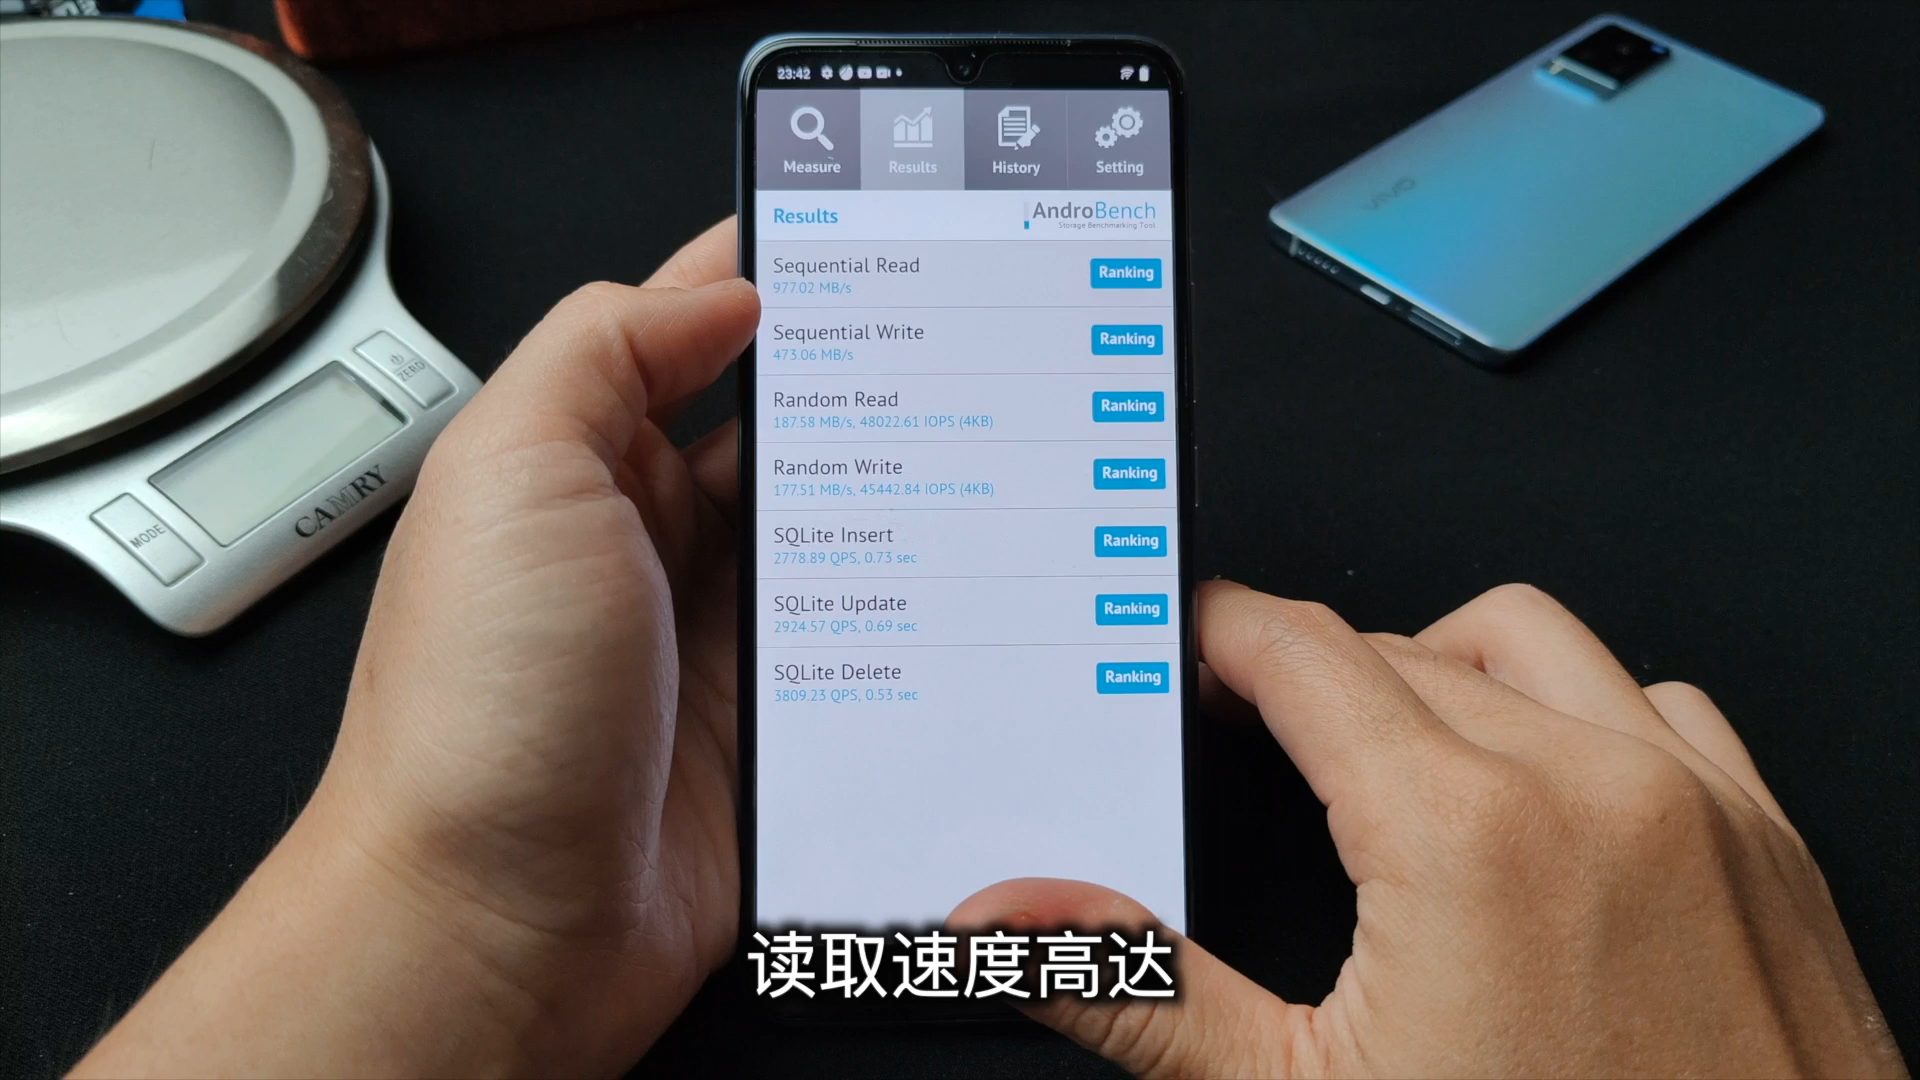 23:42
Measure
Results
History
Setting
Results
AndroBench
Storage Benchmarking Tool
Sequential Read
977.02 MB/s
Ranking
Sequential Write
473.06 MB/s
Ranking
Random Read
187.58 MB/s, 48022.61 IOPS (4KB)
Ranking
Random Write
177.51 MB/s, 45442.84 IOPS (4KB)
Ranking
SQLite Insert
2778.89 QPS, 0.73 sec
Ranking
SQLite Update
2924.57 QPS, 0.69 sec
Ranking
SQLite Delete
3809.23 QPS, 0.53 sec
Ranking
ZERO
MODE
CAMRY
vivo
读取速度高达